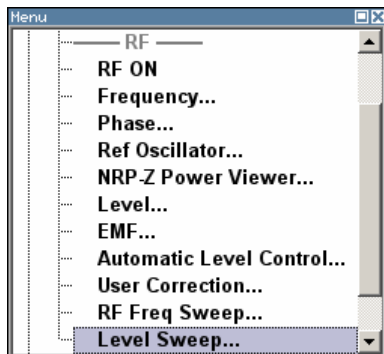 Menu
RF
RF ON
Frequency...
Phase...
Ref Oscillator...
NRP-Z Power Viewer...
Level...
EMF...
Automatic Level Control...
User Correction...
RF Freq Sweep...
Level Sweep...